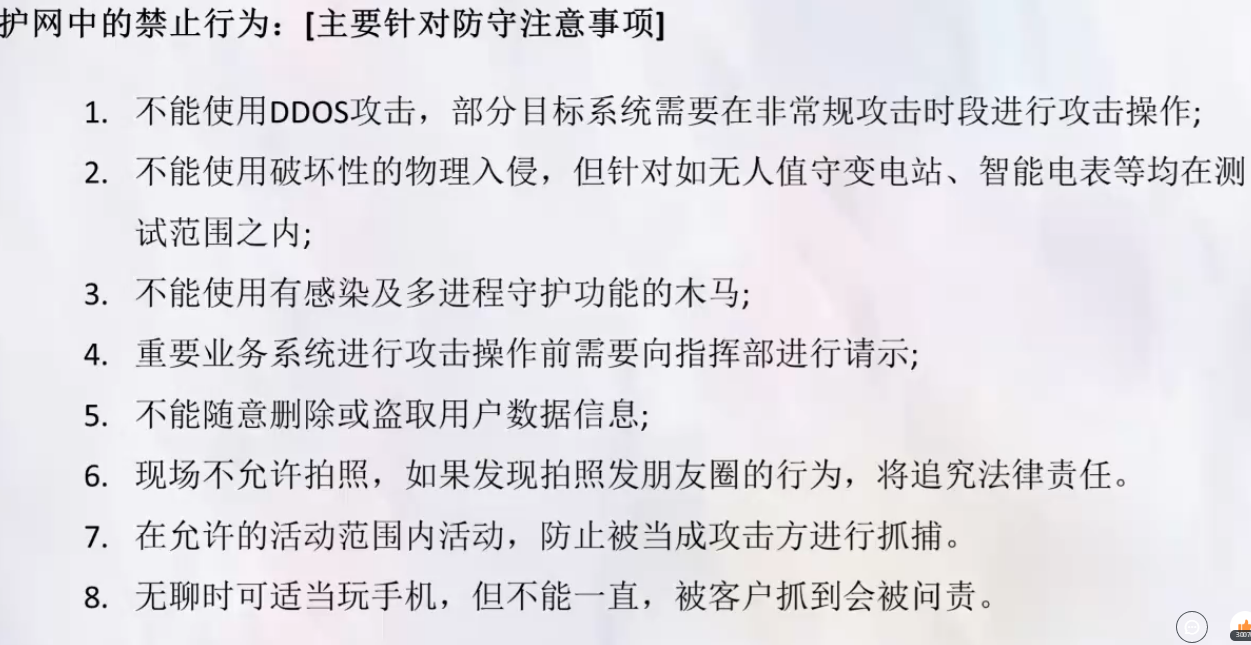 护网中的禁止行为：[主要针对防守注意事项]
1. 不能使用DDOS攻击，部分目标系统需要在非常规攻击时段进行攻击操作;
2. 不能使用破坏性的物理入侵，但针对如无人值守变电站、智能电表等均在测
试范围之内;
3. 不能使用有感染及多进程守护功能的木马;
4. 重要业务系统进行攻击操作前需要向指挥部进行请示;
5. 不能随意删除或盗取用户数据信息;
6. 现场不允许拍照，如果发现拍照发朋友圈的行为，将追究法律责任。
7. 在允许的活动范围内活动，防止被当成攻击方进行抓捕。
8. 无聊时可适当玩手机，但不能一直，被客户抓到会被问责。